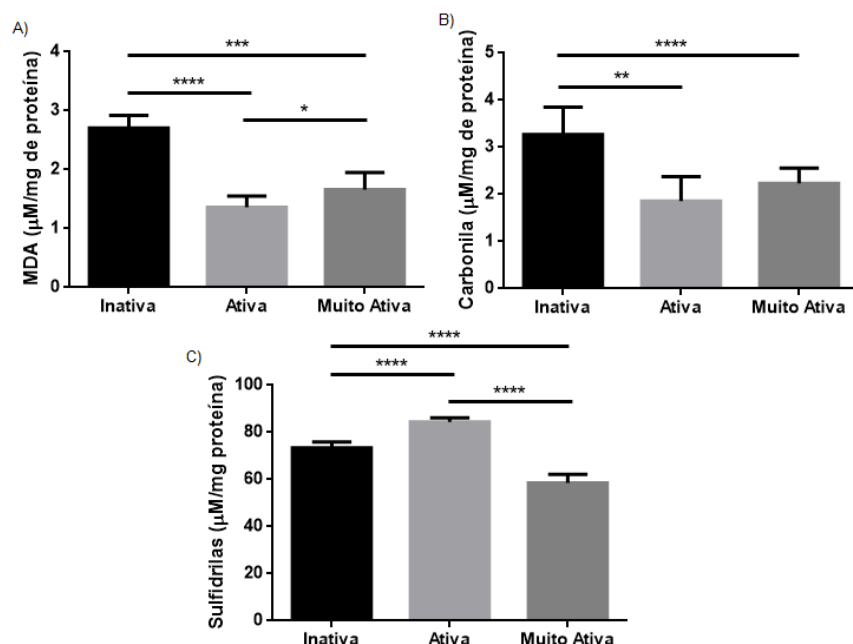 A)
MDA (μM/mg de proteína)
4
3
2
1
0
***
****
*
Inativa Ativa Muito Ativa
B)
Carbonila (μM/mg de proteína)
5
4
3
2
1
0
****
**
Inativa Ativa Muito Ativa
C)
Sulfidrilas (μM/mg proteína)
100
80
60
40
20
0
****
****
****
Inativa Ativa Muito Ativa